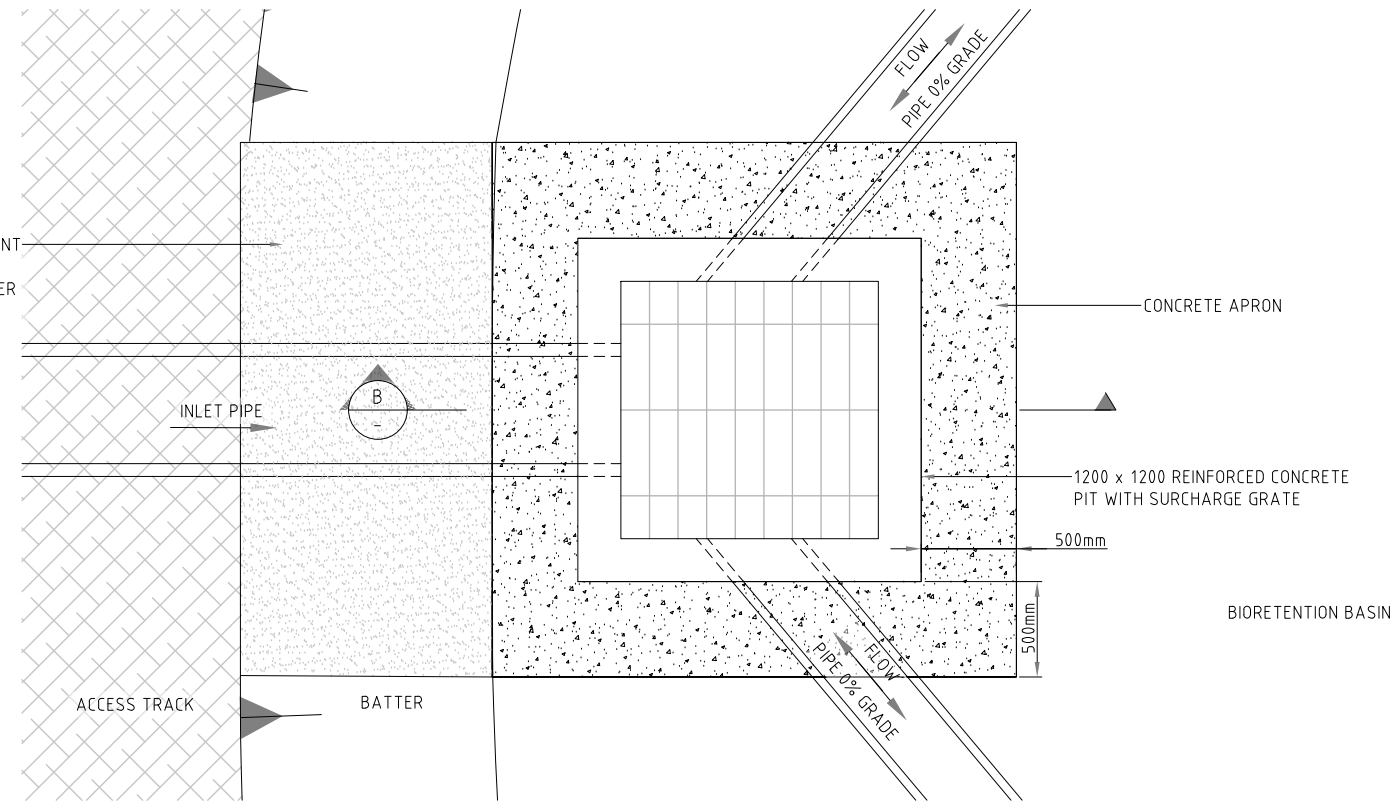 FLOW
PIPE 0% GRADE
NT
ER
CONCRETE APRON
B
-
INLET PIPE
1200 x 1200 REINFORCED CONCRETE
PIT WITH SURCHARGE GRATE
500mm
500mm
BIORETENTION BASIN
FLOW
PIPE 0% GRADE
ACCESS TRACK
BATTER